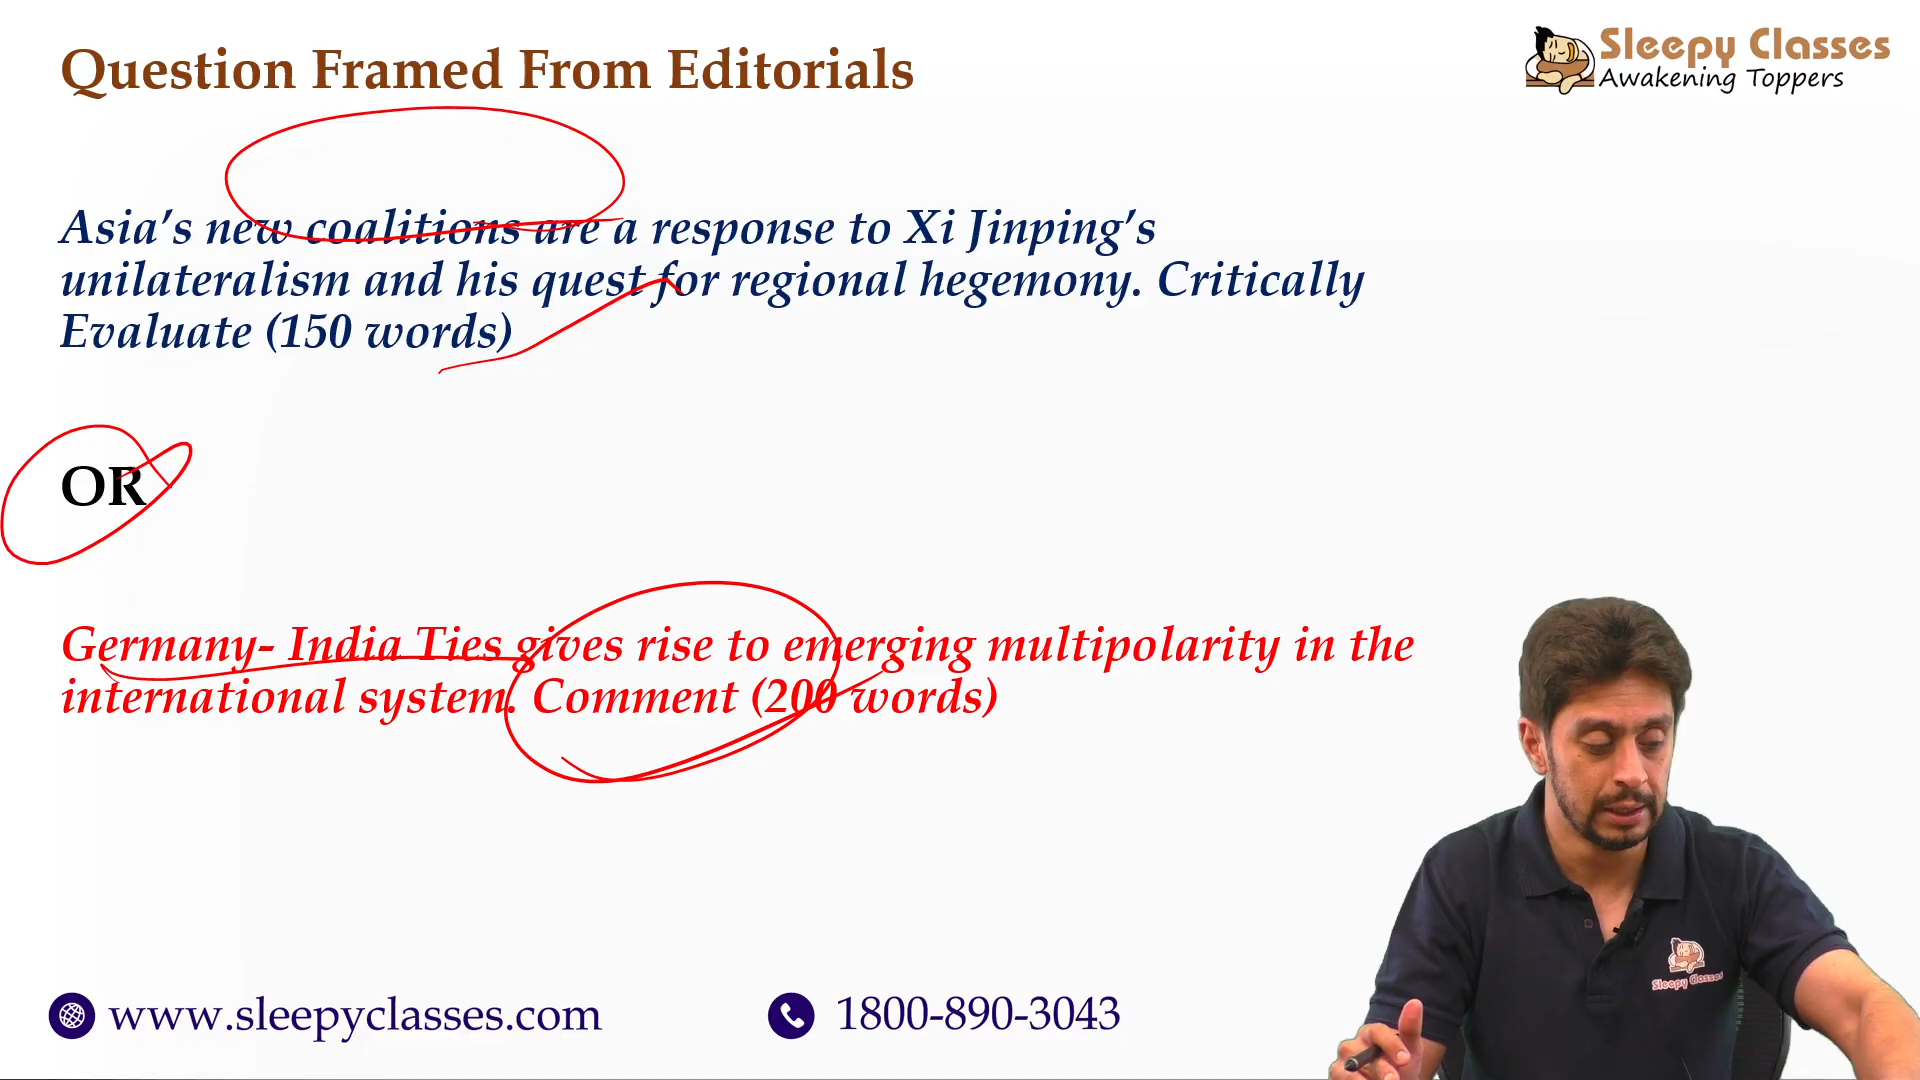 Question Framed From Editorials
Sleepy Classes
Awakening Toppers
Asia's new coalitions are a response to Xi Jinping's
unilateralism and his quest for regional hegemony. Critically
Evaluate (150 words)
OR
Germany- India Ties gives rise to emerging multipolarity in the
international system. Comment (200 words)
Sleepy Classes
www.sleepyclasses.com
1800-890-3043